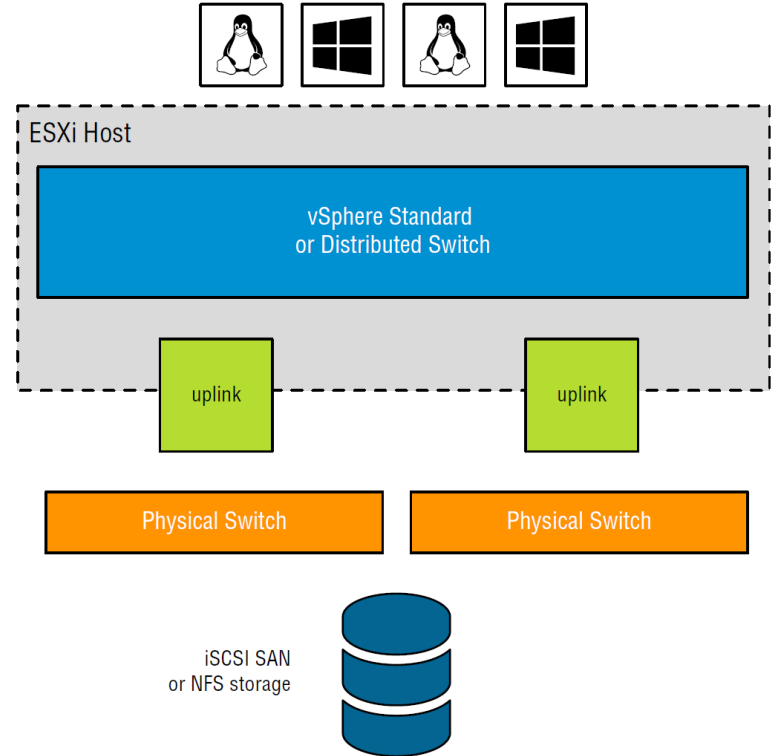 ESXi Host
vSphere Standard
or Distributed Switch
uplink
uplink
Physical Switch
Physical Switch
iSCSI SAN
or NFS storage